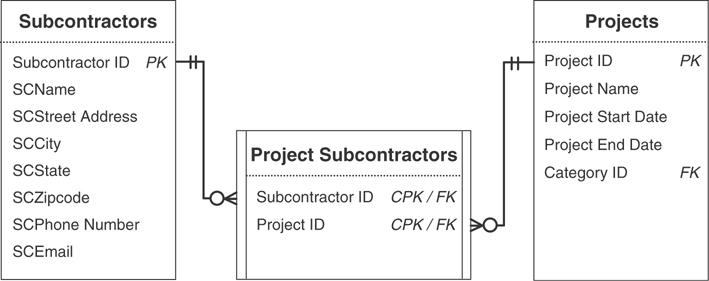 Subcontractors
Subcontractor ID PK
SCName
SCStreet Address
SCCity
SCState
SCZipcode
SCPhone Number
SCEmail
Project Subcontractors
Subcontractor ID CPK / FK
Project ID CPK / FK
Projects
Project ID PK
Project Name
Project Start Date
Project End Date
Category ID FK